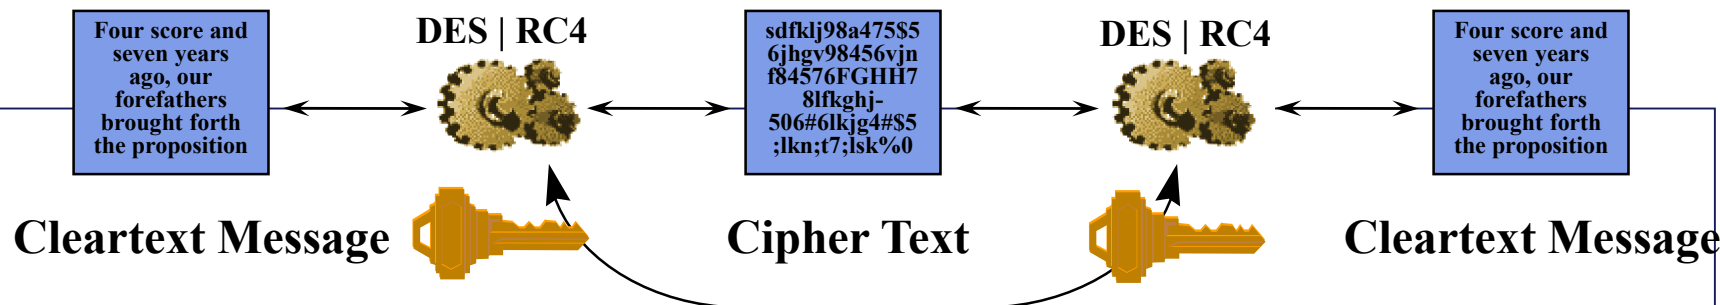 Four score and
seven years
ago, our
forefathers
brought forth
the proposition
DES | RC4
sdfklj98a475$5
6jhgv98456vjn
f84576FGHH7
8lfkghj-
506#6lkjg4#$5
;lkn;t7;lsk%0
DES | RC4
Four score and
seven years
ago, our
forefathers
brought forth
the proposition
Cleartext Message
Cipher Text
Cleartext Message